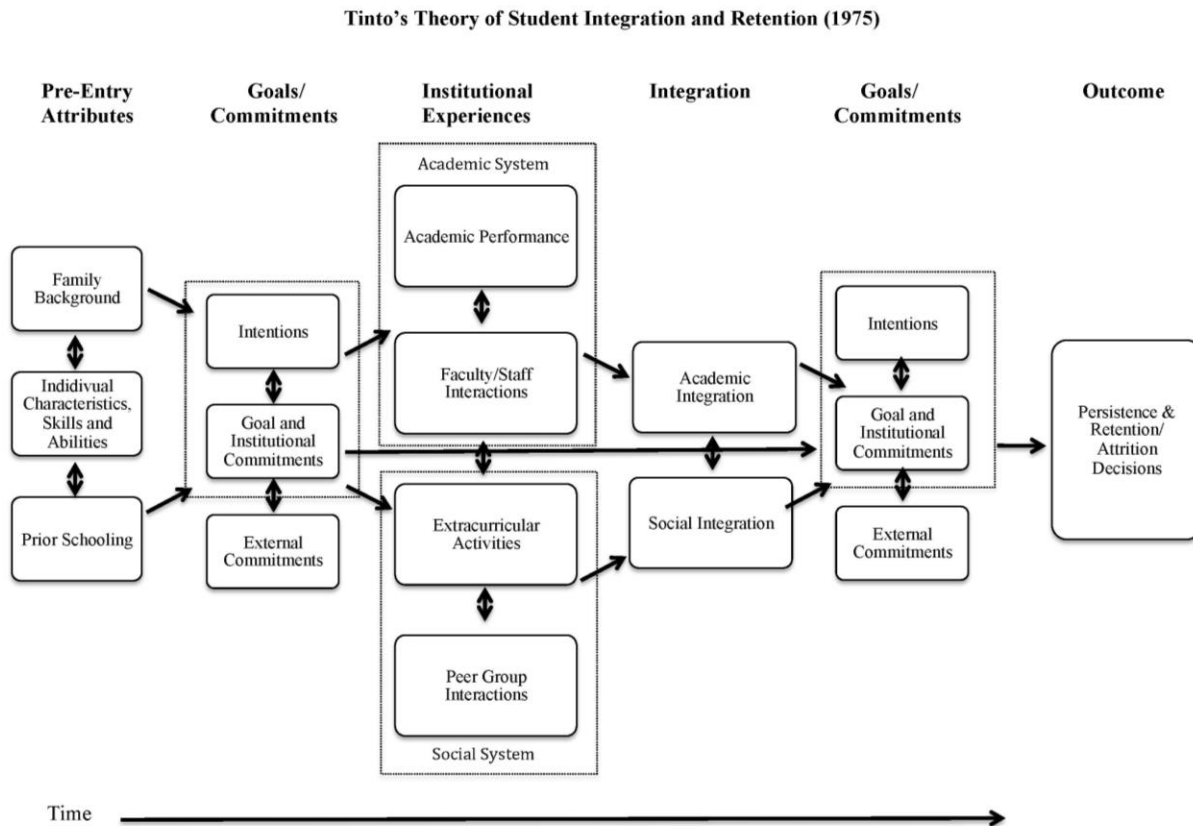 Tinto’s Theory of Student Integration and Retention (1975)
Pre-Entry
Attributes
Goals/
Commitments
Institutional
Experiences
Integration
Goals/
Commitments
Outcome
Family
Background
Indidivual
Characteristics,
Skills and
Abilities
Prior Schooling
Intentions
Goal and
Institutional
Commitments
External
Commitments
Academic System
Academic Performance
Faculty/Staff
Interactions
Extracurricular
Activities
Peer Group
Interactions
Social System
Academic
Integration
Social Integration
Intentions
Goal and
Institutional
Commitments
External
Commitments
Persistence &
Retention/
Attrition
Decisions
Time